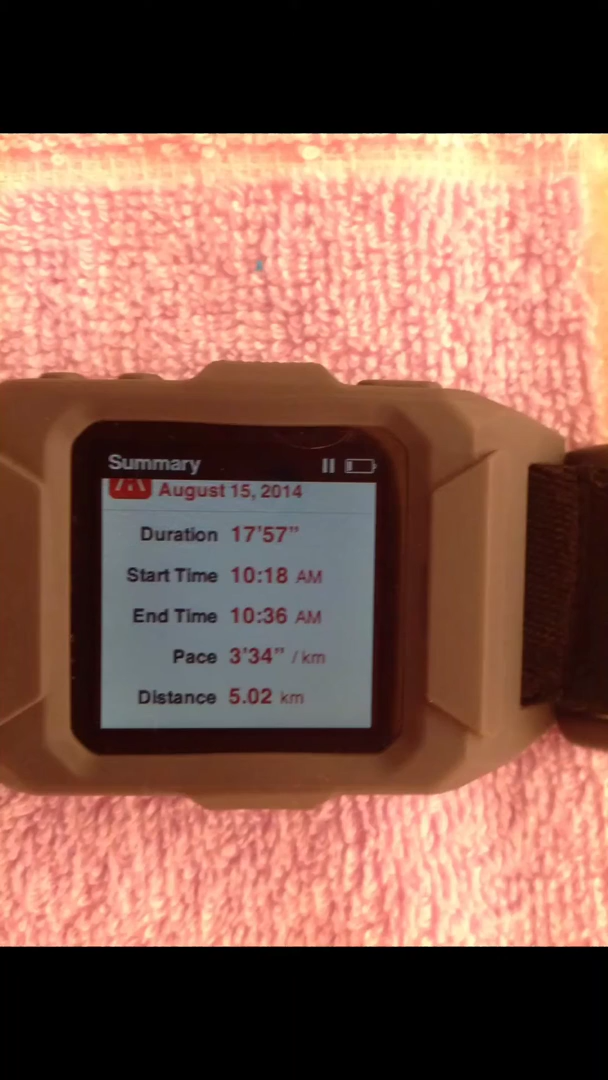 Summary
August 15, 2014
Duration 17'57"
Start Time 10:18 AM
End Time 10:36 AM
Pace 3'34" / km
Distance 5.02 km